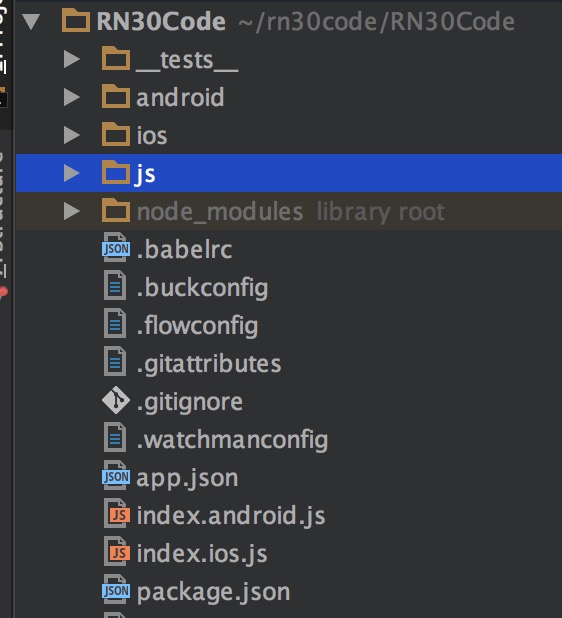 RN30Code ~/rn30code/RN30Code
__tests__
android
ios
js
node_modules library root
JSON .babelrc
.buckconfig
.flowconfig
.gitattributes
.gitignore
.watchmanconfig
JSON app.json
JS index.android.js
JS index.ios.js
JSON package.json